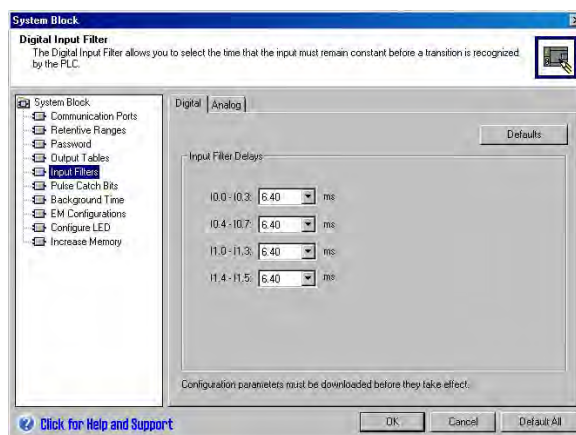 System Block
Digital Input Filter
The Digital Input Filter allows you to select the time that the input must remain constant before a transition is recognized
by the PLC.
System Block
Communication Ports
Retentive Ranges
Password
Output Tables
Input Filters
Pulse Catch Bits
Background Time
EM Configurations
Configure LED
Increase Memory
Digital Analog
Defaults
Input Filter Delays
I0.0 - I0.3: 6.40 ms
I0.4 - I0.7: 6.40 ms
I1.0 - I1.3: 6.40 ms
I1.4 - I1.5: 6.40 ms
Configuration parameters must be downloaded before they take effect.
Click for Help and Support
OK Cancel Default All